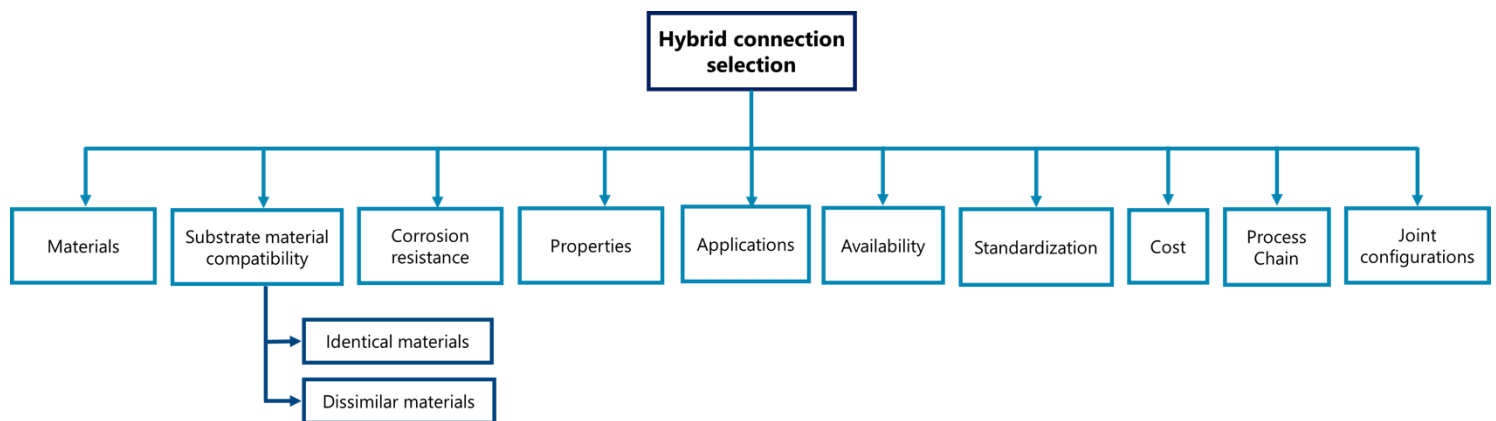 Hybrid connection
selection
Materials
Substrate material
compatibility
Corrosion
resistance
Properties
Applications
Availability
Standardization
Cost
Process
Chain
Joint
configurations
Identical materials
Dissimilar materials